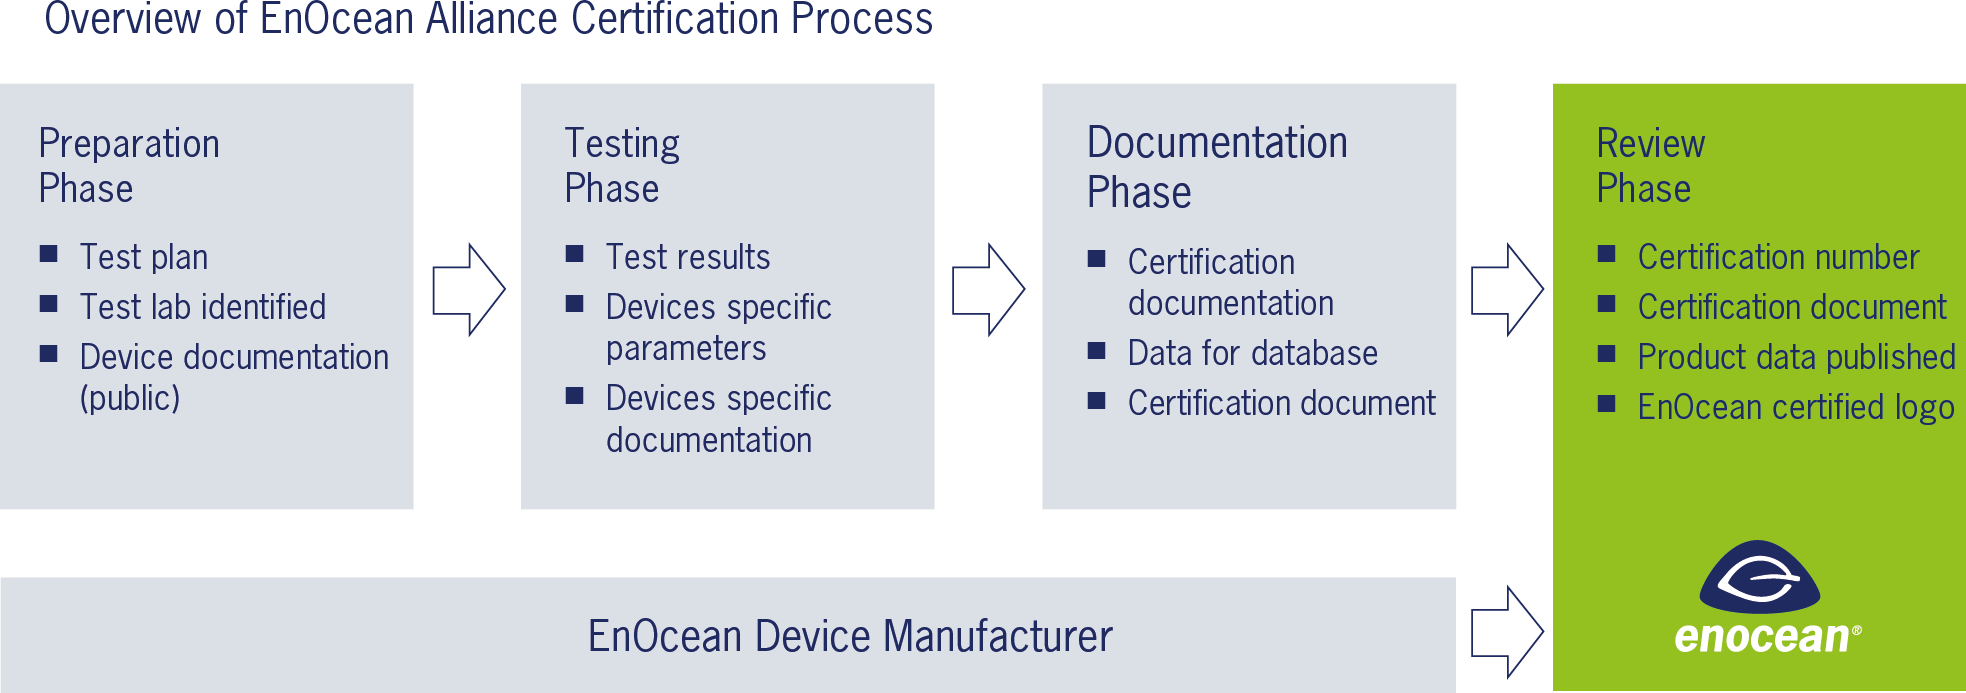 Overview of EnOcean Alliance Certification Process
Preparation
Phase
Test plan
Test lab identified
Device documentation
(public)
Testing
Phase
Test results
Devices specific
parameters
Devices specific
documentation
Documentation
Phase
Certification
documentation
Data for database
Certification document
Review
Phase
Certification number
Certification document
Product data published
EnOcean certified logo
EnOcean Device Manufacturer
enocean®